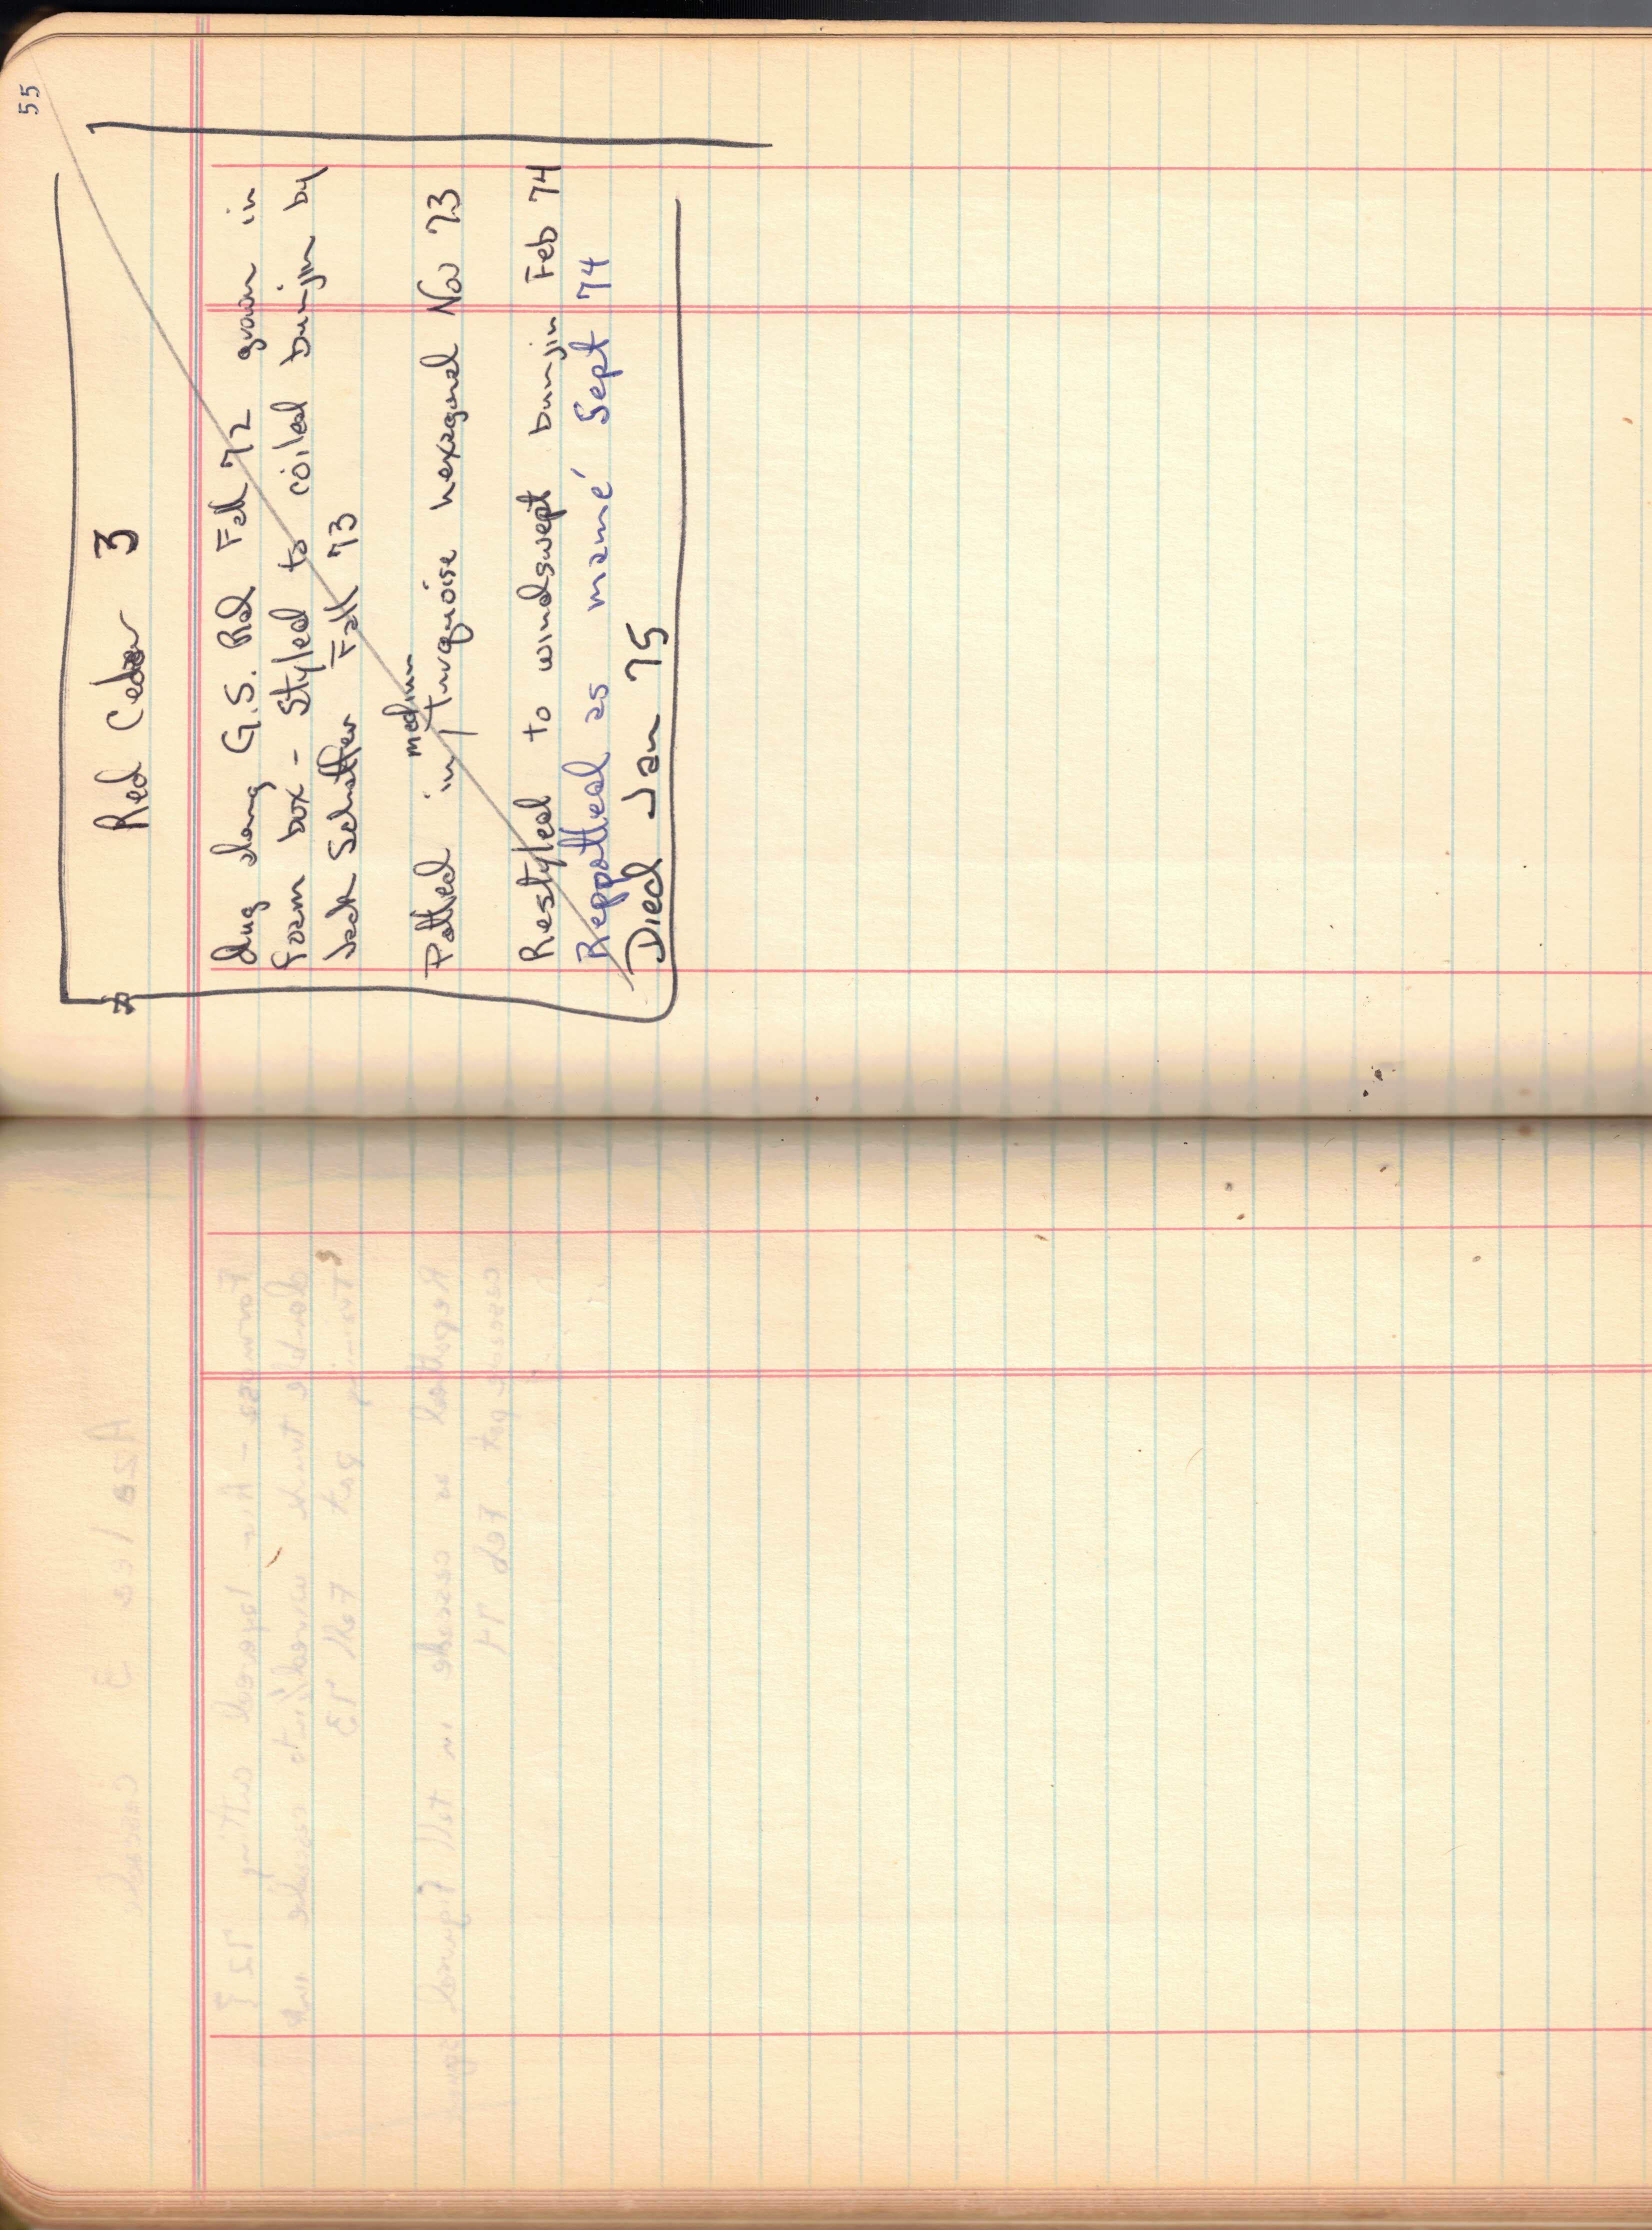 55
Red Cedar 3
dug along G.S. Rd Fall 72 grown in
foam box - Styled to coiled bunjin by
Jack Schaffer Fall 73
medium
Potted in turquoise hexagonal Nov 73
Restyled to windswept bunjin Feb 74
Reppotted as mamé Sept 74
Died Jan 75